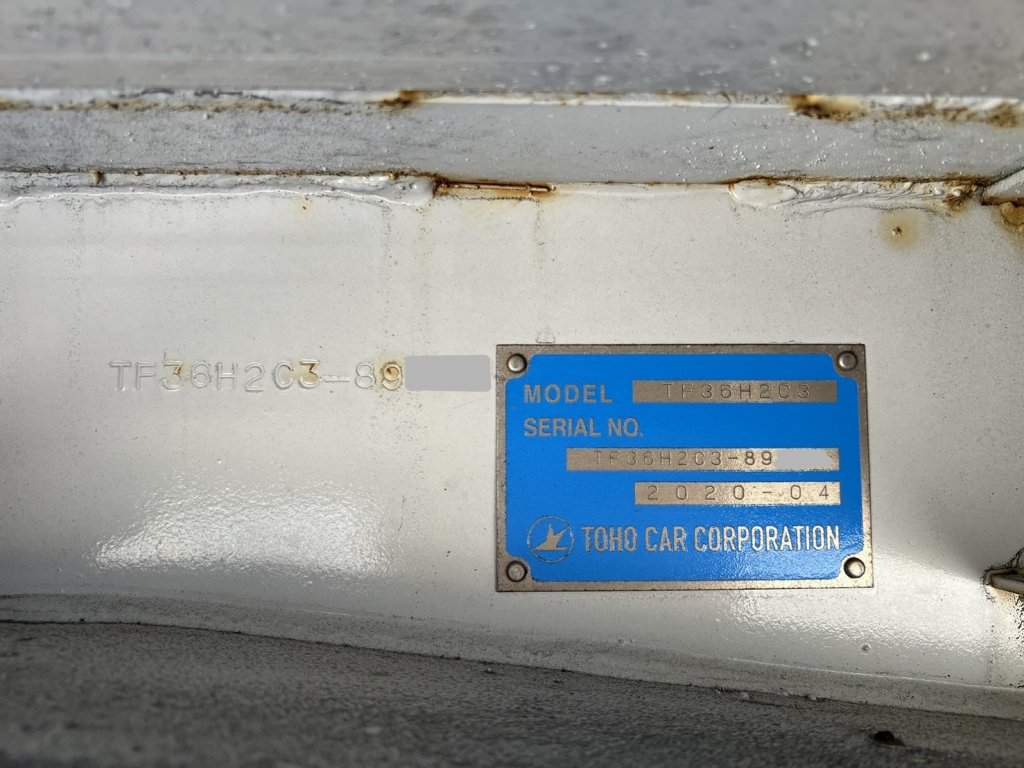 TF36H2C3-89
MODEL TF36H2C3
SERIAL NO.
TF36H2C3-89
2020-04
TOHO CAR CORPORATION